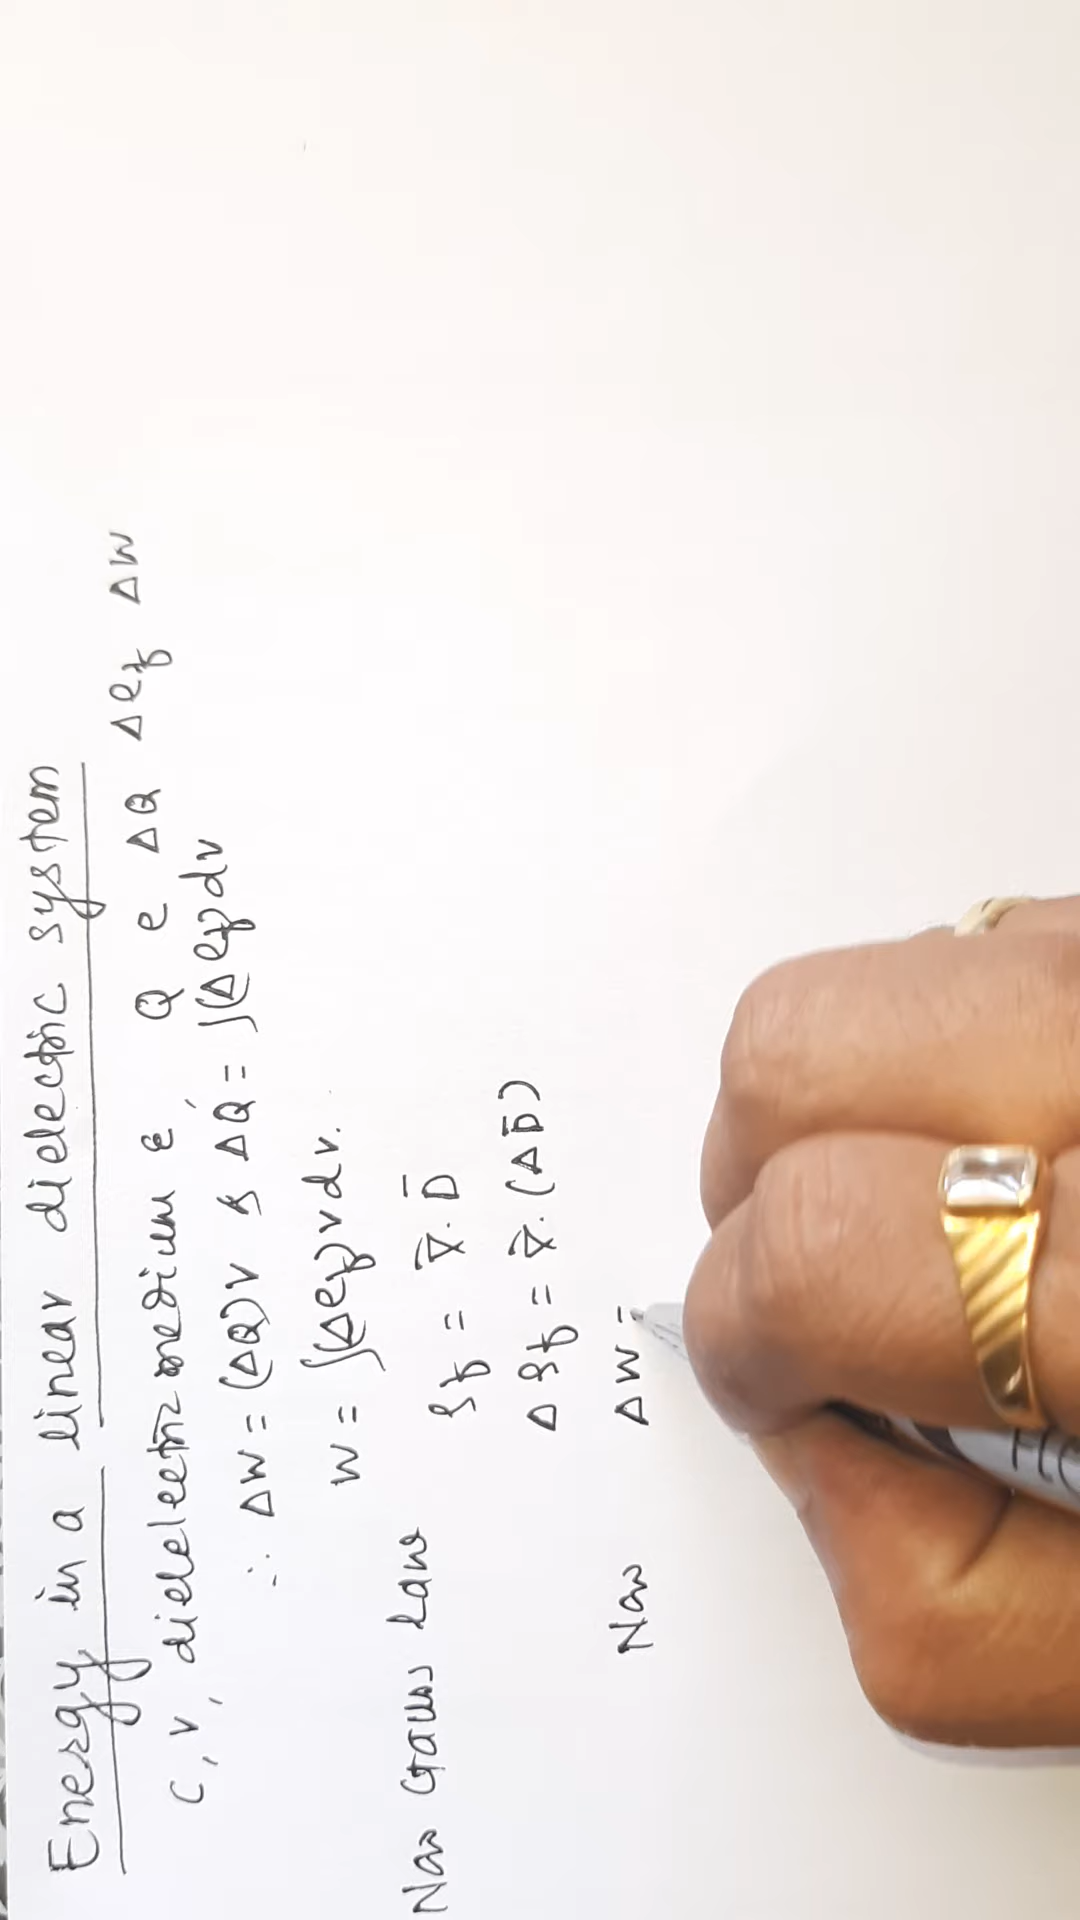 Energy in a linear dielectric system
C, V, dielectric medium ε Q ρ ΔQ Δρf ΔW
∴ ΔW = (ΔQ)V & ΔQ = ∫(Δρf)dv
W = ∫(Δρf)V dv.
Now Gauss Law
ρf = ∇̅. D̅
Δρf = ∇̅. (ΔD̅)
Now ΔW =